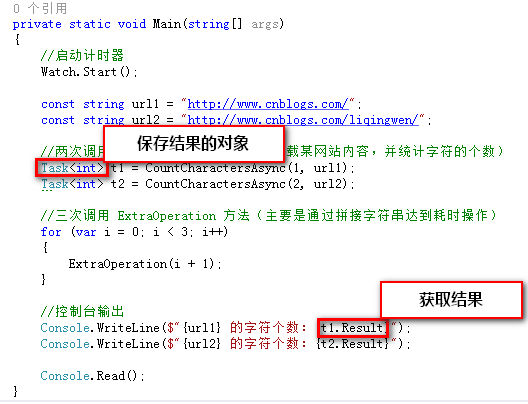 0 个引用
private static void Main(string[] args)
{
//启动计时器
Watch.Start();
const string url1 = "http://www.cnblogs.com/";
const string url2 = "http://www.cnblogs.com/liqingwen/";
保存结果的对象
//两次调用 载某网站内容，并统计字符的个数）
Task<int> t1 = CountCharactersAsync(1, url1);
Task<int> t2 = CountCharactersAsync(2, url2);
//三次调用 ExtraOperation 方法（主要是通过拼接字符串达到耗时操作）
for (var i = 0; i < 3; i++)
{
ExtraOperation(i + 1);
}
获取结果
//控制台输出
Console.WriteLine($"{url1} 的字符个数：{t1.Result}");
Console.WriteLine($"{url2} 的字符个数：{t2.Result}");
Console.Read();
}